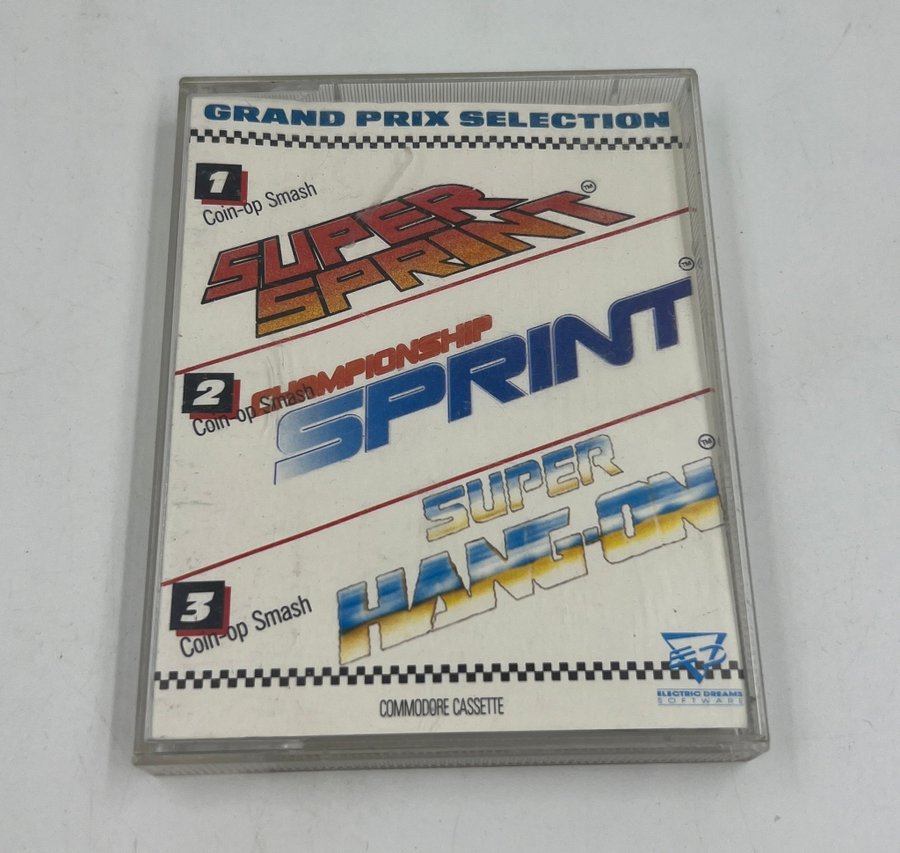 GRAND PRIX SELECTION
1
Coin-op Smash
SUPER
SPRINT
TM
2
Coin-op Smash
CHAMPIONSHIP
SPRINT
TM
3
Coin-op Smash
SUPER
HANG-ON
TM
ELECTRIC DREAMS
SOFTWARE
COMMODORE CASSETTE